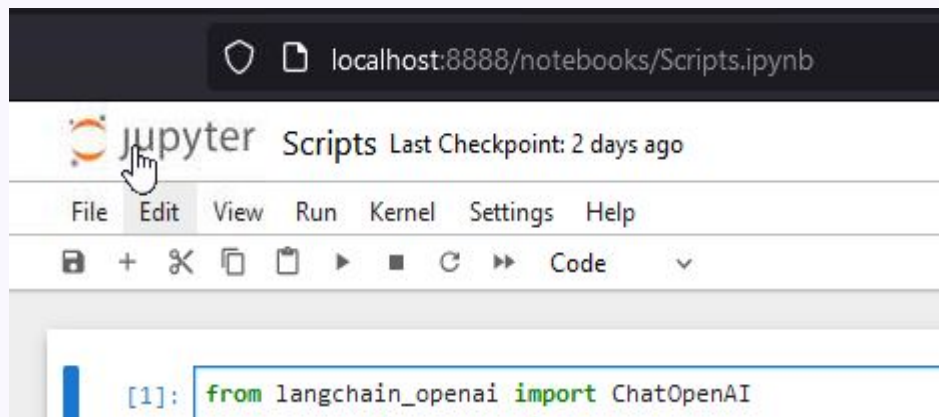 localhost:8888/notebooks/Scripts.ipynb
jupyter Scripts Last Checkpoint: 2 days ago
File Edit View Run Kernel Settings Help
Code
[1]: from langchain_openai import ChatOpenAI